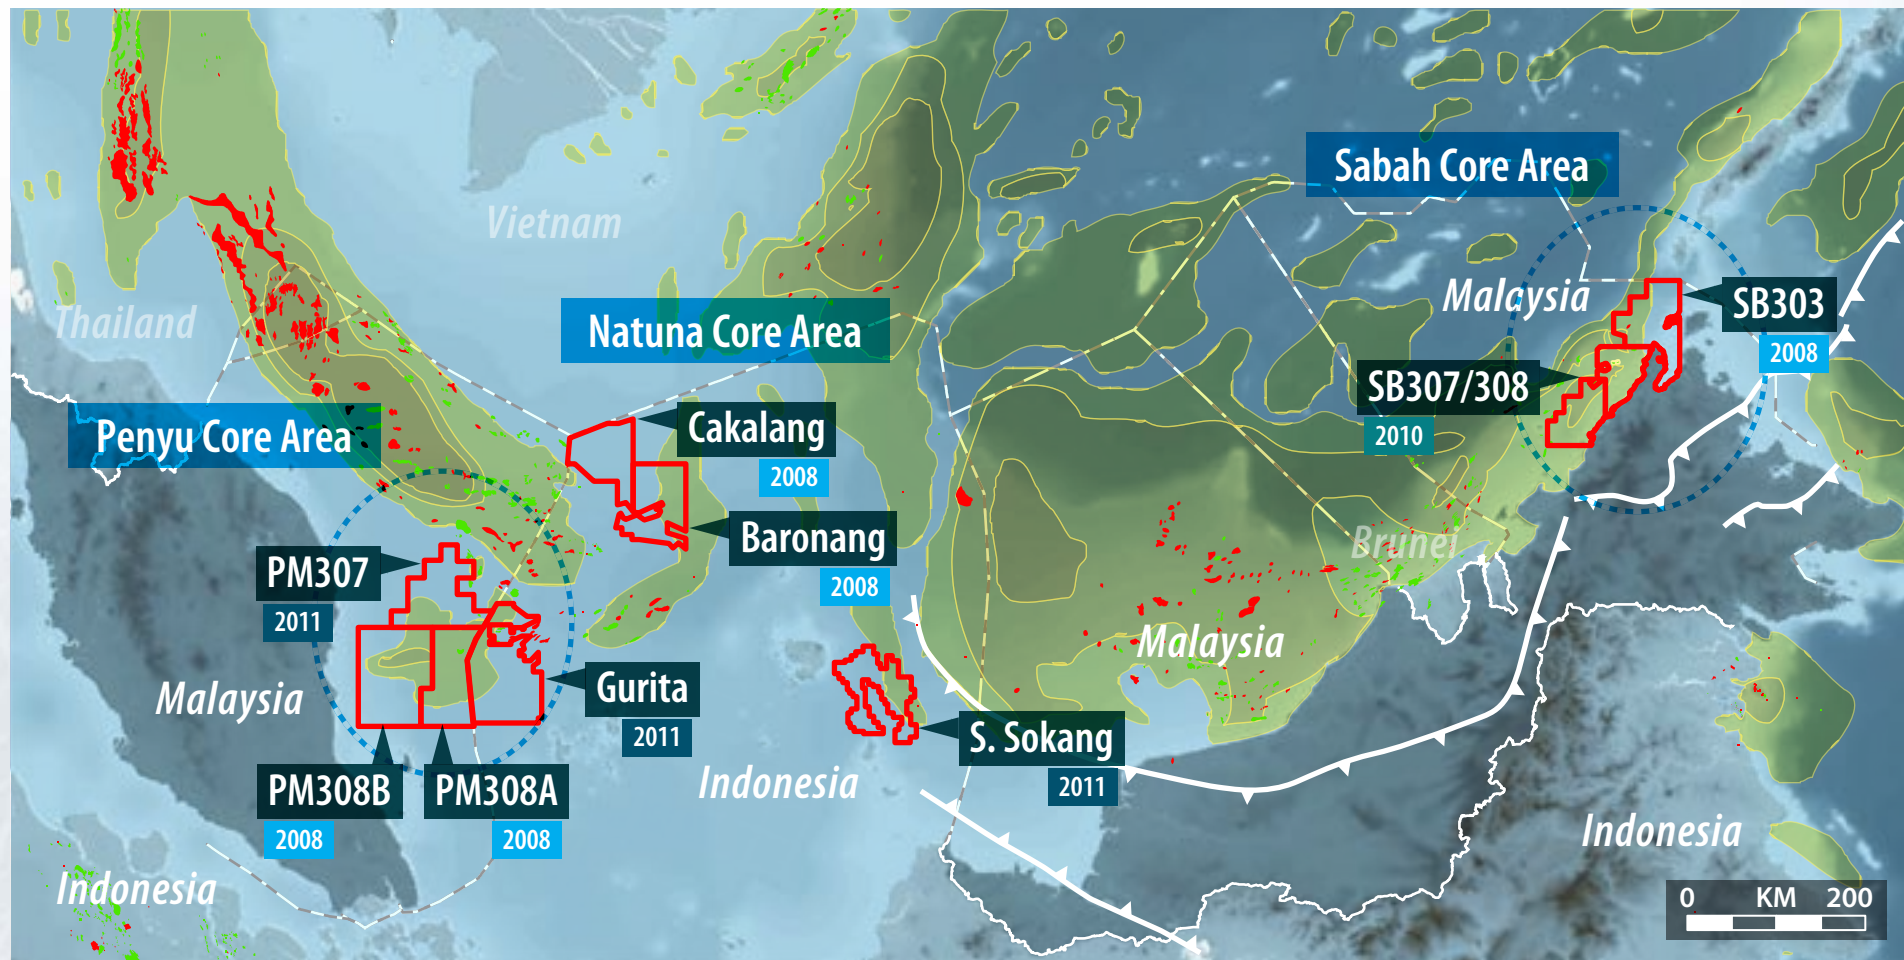 Sabah Core Area
Vietnam
Malaysia
SB303
2008
Thailand
Natuna Core Area
SB307/308
2010
Penyu Core Area
Cakalang
2008
Baronang
2008
Brunei
PM307
2011
Malaysia
Malaysia
Gurita
2011
S. Sokang
2011
Indonesia
PM308B
2008
PM308A
2008
Indonesia
Indonesia
0 KM 200